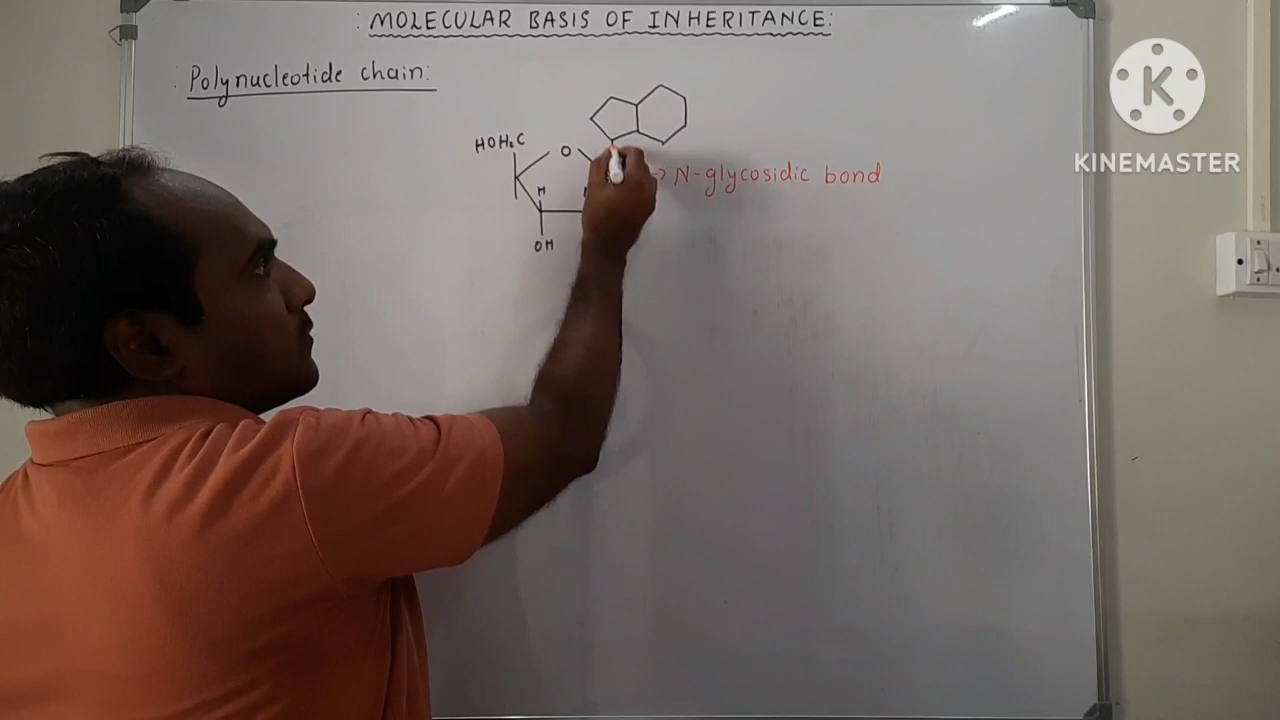 : MOLECULAR BASIS OF INHERITANCE:
Polynucleotide chain:
HOH₂C
O
H
H
OH
→ N-glycosidic bond
K
KINEMASTER